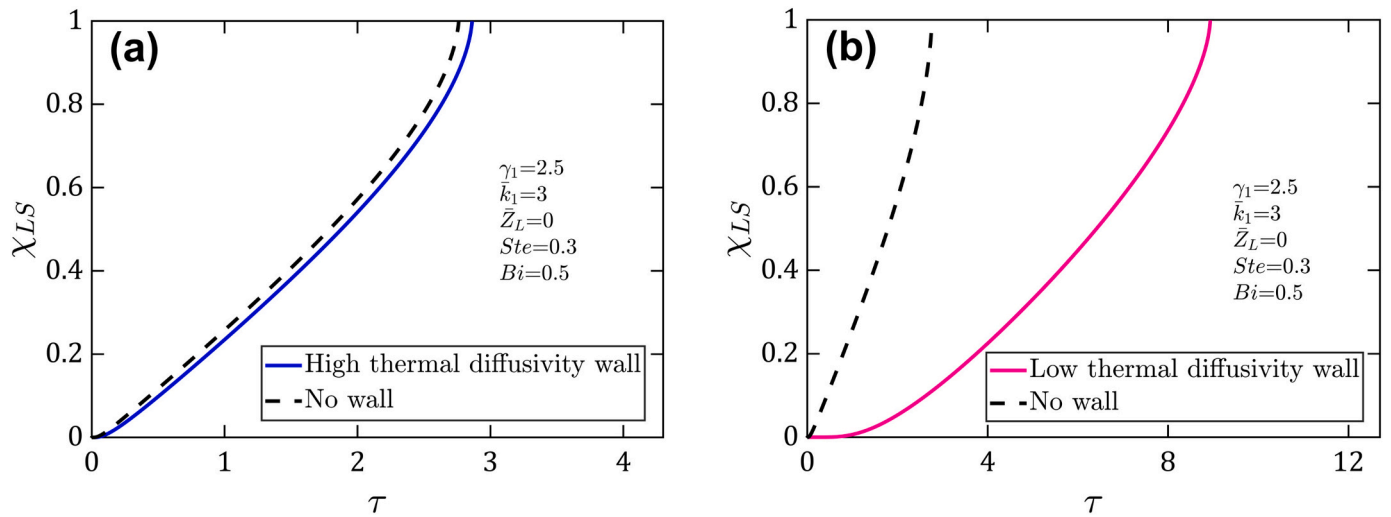 (a)
1
0.8
0.6
0.4
0.2
0
χLS
γ1=2.5
k̄1=3
Z̄L=0
Ste=0.3
Bi=0.5
High thermal diffusivity wall
No wall
0 1 2 3 4
τ
(b)
1
0.8
0.6
0.4
0.2
0
χLS
γ1=2.5
k̄1=3
Z̄L=0
Ste=0.3
Bi=0.5
Low thermal diffusivity wall
No wall
0 4 8 12
τ